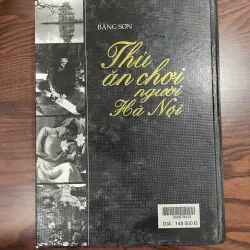 BĂNG SƠN
Thú
ăn chơi
người
Hà Nội
GIÁ : 149 000 Đ